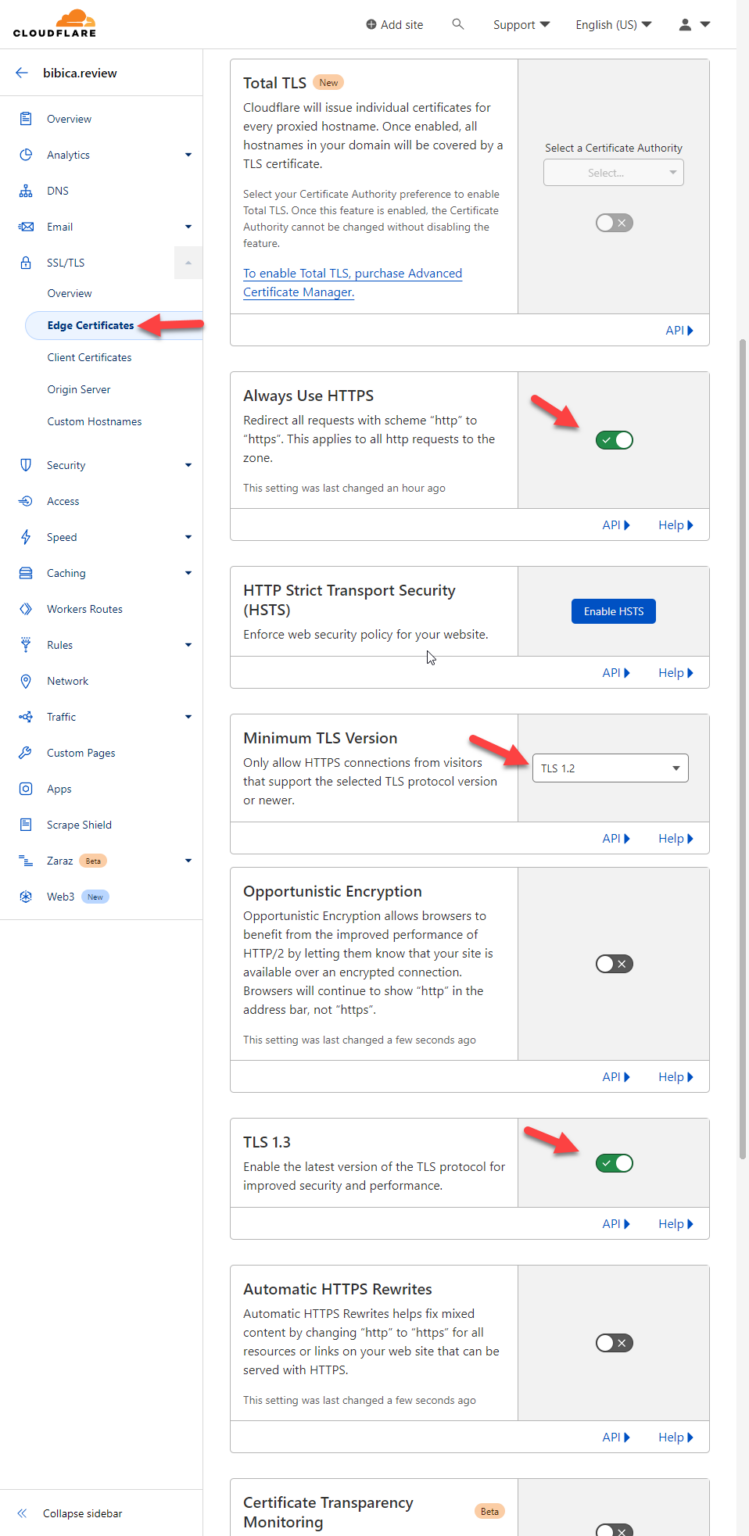 CLOUDFLARE
Add site
Support
English (US)
bibica.review
Overview
Analytics
DNS
Email
SSL/TLS
Overview
Edge Certificates
Client Certificates
Origin Server
Custom Hostnames
Security
Access
Speed
Caching
Workers Routes
Rules
Network
Traffic
Custom Pages
Apps
Scrape Shield
Zaraz Beta
Web3 New
Collapse sidebar
Total TLS New
Cloudflare will issue individual certificates for
every proxied hostname. Once enabled, all
hostnames in your domain will be covered by a
TLS certificate.
Select your Certificate Authority preference to enable
Total TLS. Once this feature is enabled, the Certificate
Authority cannot be changed without disabling the
feature.
To enable Total TLS, purchase Advanced
Certificate Manager.
Select a Certificate Authority
Select...
API
Always Use HTTPS
Redirect all requests with scheme “http” to
“https”. This applies to all http requests to the
zone.
This setting was last changed an hour ago
API Help
HTTP Strict Transport Security
(HSTS)
Enforce web security policy for your website.
Enable HSTS
API Help
Minimum TLS Version
Only allow HTTPS connections from visitors
that support the selected TLS protocol version
or newer.
TLS 1.2
API Help
Opportunistic Encryption
Opportunistic Encryption allows browsers to
benefit from the improved performance of
HTTP/2 by letting them know that your site is
available over an encrypted connection.
Browsers will continue to show “http” in the
address bar, not “https”.
This setting was last changed a few seconds ago
API Help
TLS 1.3
Enable the latest version of the TLS protocol for
improved security and performance.
API Help
Automatic HTTPS Rewrites
Automatic HTTPS Rewrites helps fix mixed
content by changing “http” to “https” for all
resources or links on your web site that can be
served with HTTPS.
This setting was last changed a few seconds ago
API Help
Certificate Transparency
Monitoring
Beta